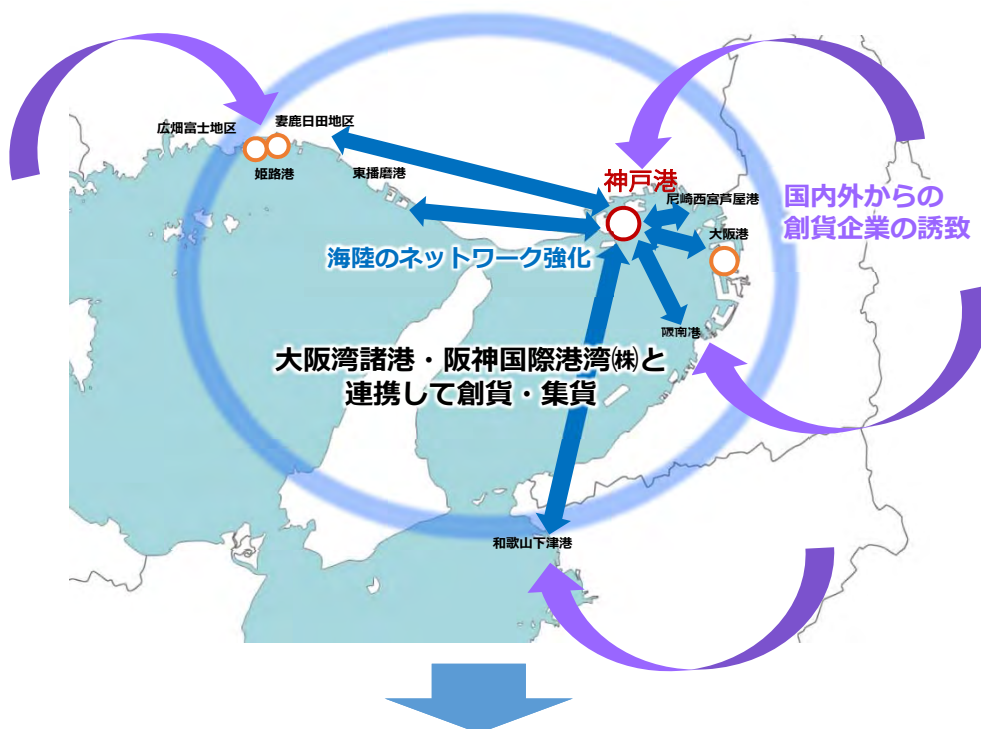 広畑富士地区
妻鹿日田地区
姫路港
東播磨港
神戸港
尼崎西宮芦屋港
大阪港
国内外からの
創貨企業の誘致
海陸のネットワーク強化
阪南港
大阪湾諸港・阪神国際港湾㈱と
連携して創貨・集貨
和歌山下津港